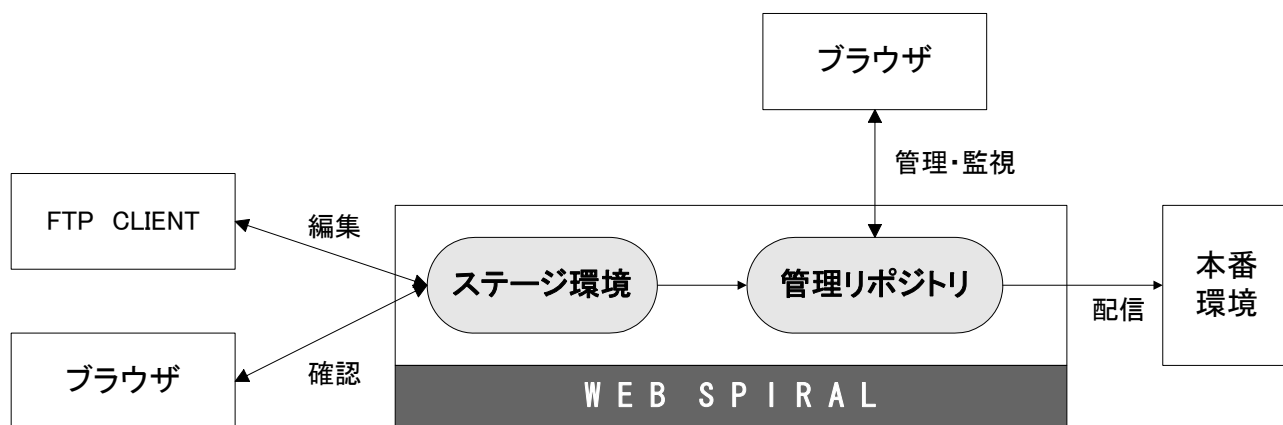 ブラウザ
管理・監視
FTP CLIENT
編集
ステージ環境
管理リポジトリ
本番
環境
配信
ブラウザ
確認
WEB SPIRAL